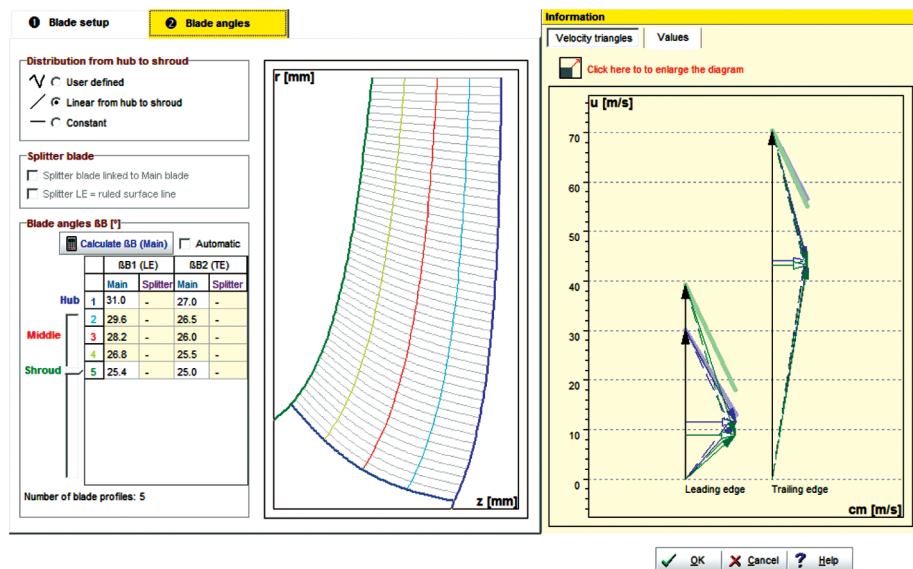 1 Blade setup
2 Blade angles
Distribution from hub to shroud
User defined
Linear from hub to shroud
Constant
Splitter blade
Splitter blade linked to Main blade
Splitter LE = ruled surface line
Blade angles ßB [°]
Calculate ßB (Main) Automatic
ßB1 (LE) ßB2 (TE)
Main Splitter Main Splitter
Hub 1 31.0 - 27.0 -
2 29.6 - 26.5 -
Middle 3 28.2 - 26.0 -
4 26.8 - 25.5 -
Shroud 5 25.4 - 25.0 -
Number of blade profiles: 5
r [mm]
z [mm]
Information
Velocity triangles Values
Click here to to enlarge the diagram
u [m/s]
70
60
50
40
30
20
10
0
Leading edge Trailing edge
cm [m/s]
OK Cancel ? Help